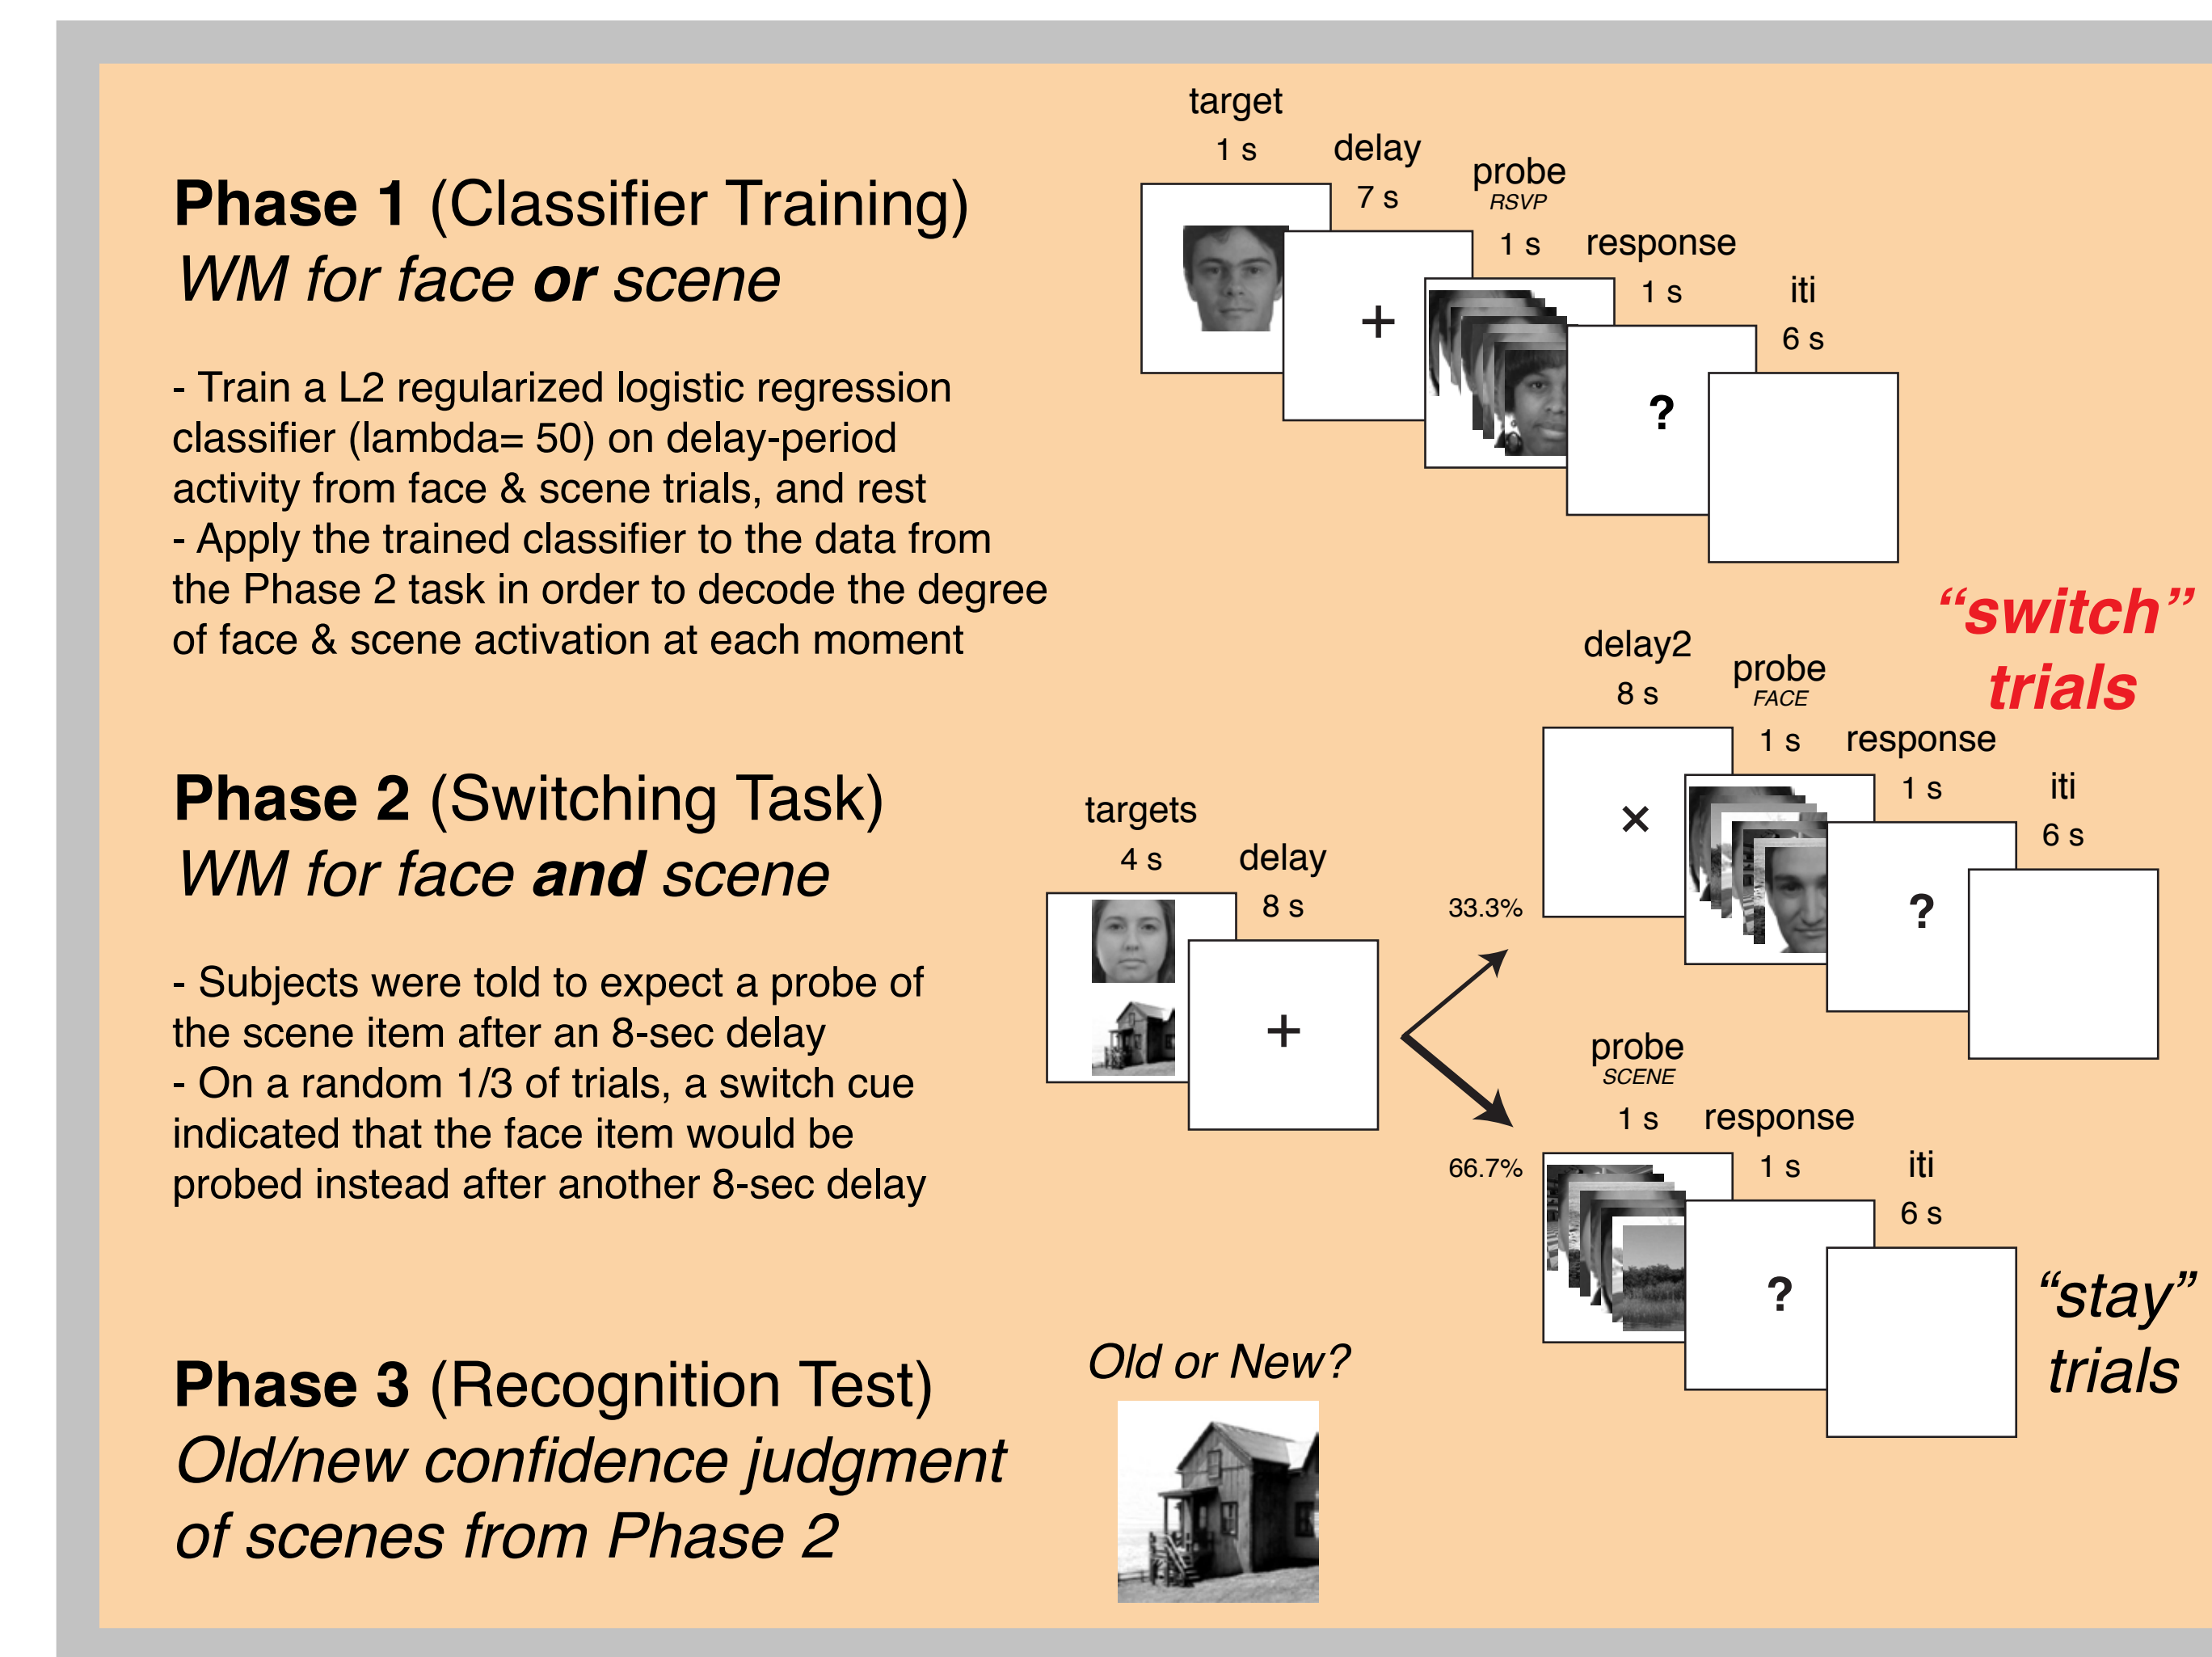 Phase 1 (Classifier Training)
WM for face or scene
- Train a L2 regularized logistic regression
classifier (lambda= 50) on delay-period
activity from face & scene trials, and rest
- Apply the trained classifier to the data from
the Phase 2 task in order to decode the degree
of face & scene activation at each moment
target
1 s
delay
7 s
probe
RSVP
1 s
response
1 s
iti
6 s
+
?
Phase 2 (Switching Task)
WM for face and scene
- Subjects were told to expect a probe of
the scene item after an 8-sec delay
- On a random 1/3 of trials, a switch cue
indicated that the face item would be
probed instead after another 8-sec delay
targets
4 s
delay
8 s
+
33.3%
66.7%
“switch”
trials
delay2
8 s
probe
FACE
1 s
response
1 s
iti
6 s
×
?
probe
SCENE
1 s
response
1 s
iti
6 s
?
“stay”
trials
Phase 3 (Recognition Test)
Old/new confidence judgment
of scenes from Phase 2
Old or New?